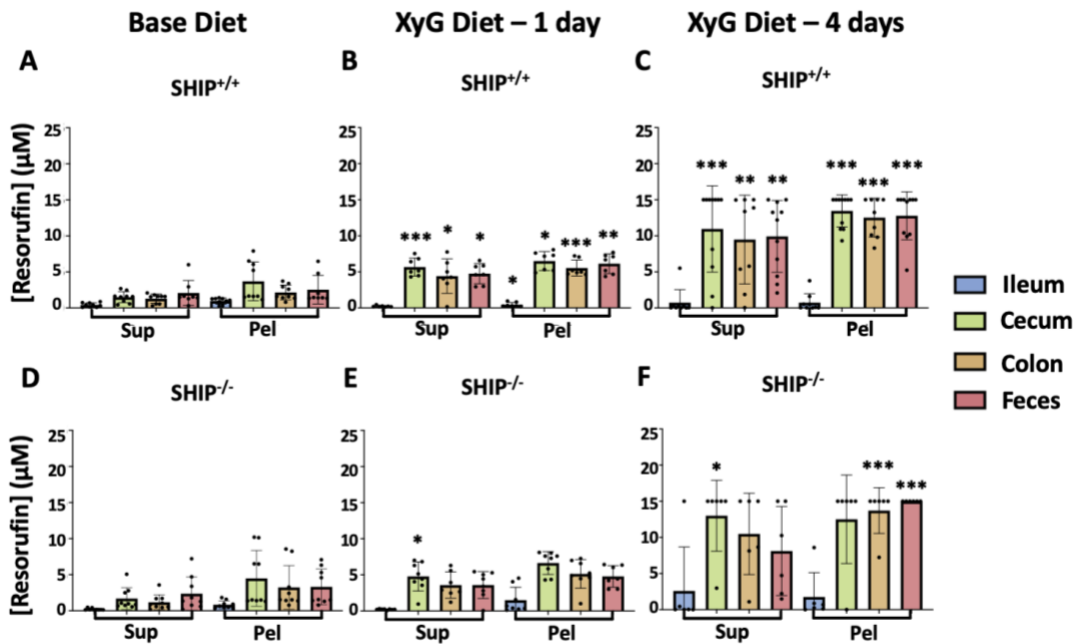 Base Diet
XyG Diet – 1 day
XyG Diet – 4 days
A
SHIP+/+
B
SHIP+/+
C
SHIP+/+
[Resorufin] (µM)
25
20
15
10
5
0
Sup
Pel
25
20
15
10
5
0
***
*
*
*
*
***
**
Sup
Pel
25
20
15
10
5
0
***
**
**
***
***
***
Sup
Pel
Ileum
Cecum
Colon
Feces
D
SHIP-/-
E
SHIP-/-
F
SHIP-/-
[Resorufin] (µM)
25
20
15
10
5
0
Sup
Pel
25
20
15
10
5
0
*
Sup
Pel
25
20
15
10
5
0
*
***
***
Sup
Pel